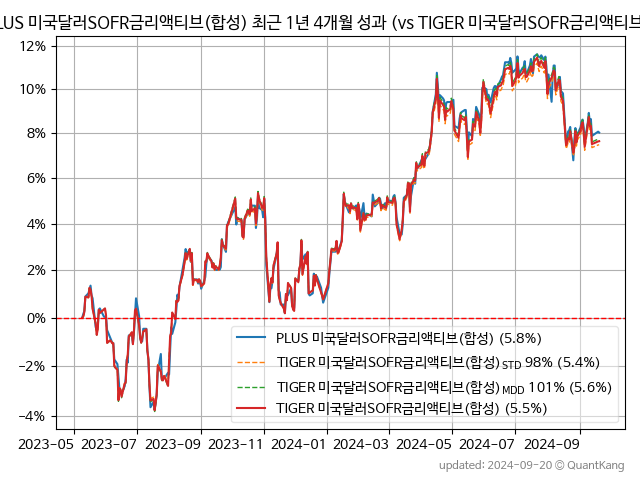 PLUS 미국달러SOFR금리액티브(합성) 최근 1년 4개월 성과 (vs TIGER 미국달러SOFR금리액티브
12%
10%
8%
6%
4%
2%
0%
−2%
−4%
PLUS 미국달러SOFR금리액티브(합성) (5.8%)
TIGER 미국달러SOFR금리액티브(합성) STD 98% (5.4%)
TIGER 미국달러SOFR금리액티브(합성) MDD 101% (5.6%)
TIGER 미국달러SOFR금리액티브(합성) (5.5%)
2023-05 2023-07 2023-09 2023-11 2024-01 2024-03 2024-05 2024-07 2024-09
updated: 2024-09-20 © QuantKang